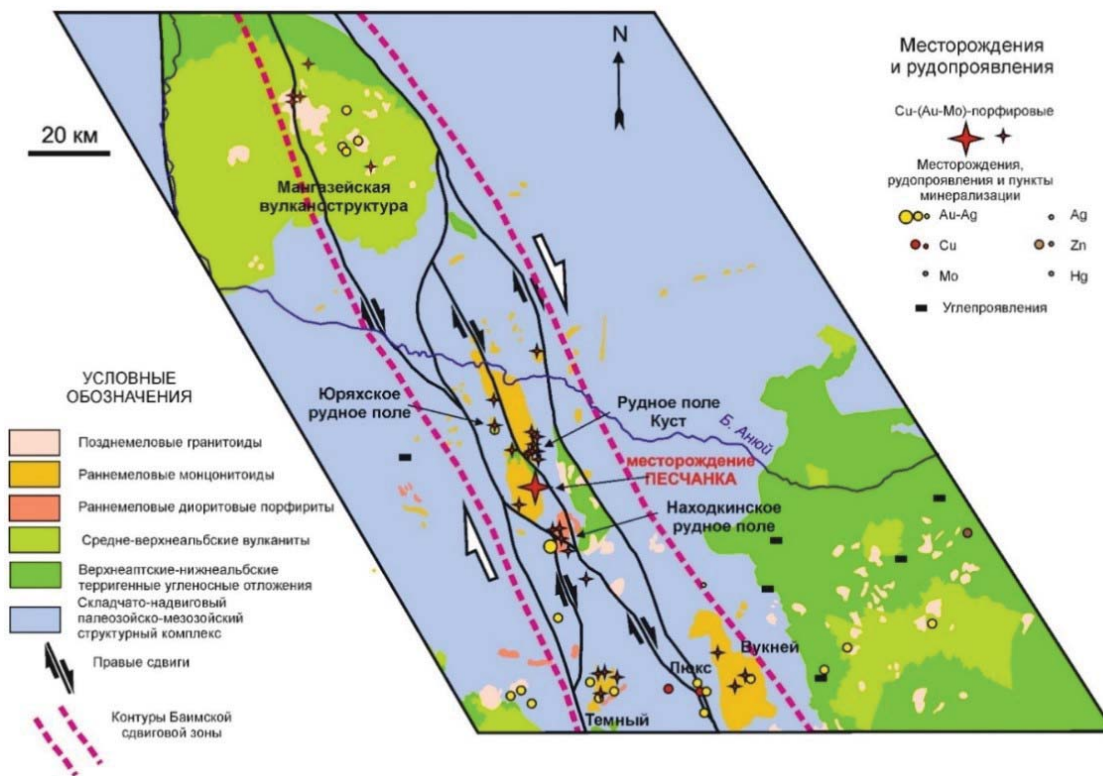 N
20 км
Мангазейская
вулканоструктура
Юряхское
рудное поле
Рудное поле
Куст
Б. Анюй
месторождение
ПЕСЧАНКА
Находкинское
рудное поле
Вукней
Люкс
Темный
Месторождения
и рудопроявления
Cu-(Au-Mo)-порфировые
Месторождения,
рудопроявления и пункты
минерализации
Au-Ag
Ag
Cu
Zn
Mo
Hg
Углепроявления
УСЛОВНЫЕ
ОБОЗНАЧЕНИЯ
Позднемеловые гранитоиды
Раннемеловые монцонитоиды
Раннемеловые диоритовые порфириты
Средне-верхнеальбские вулканиты
Верхнеаптские-нижнеальбские
терригенные угленосные отложения
Складчато-надвиговый
палеозойско-мезозойский
структурный комплекс
Правые сдвиги
Контуры Баимской
сдвиговой зоны